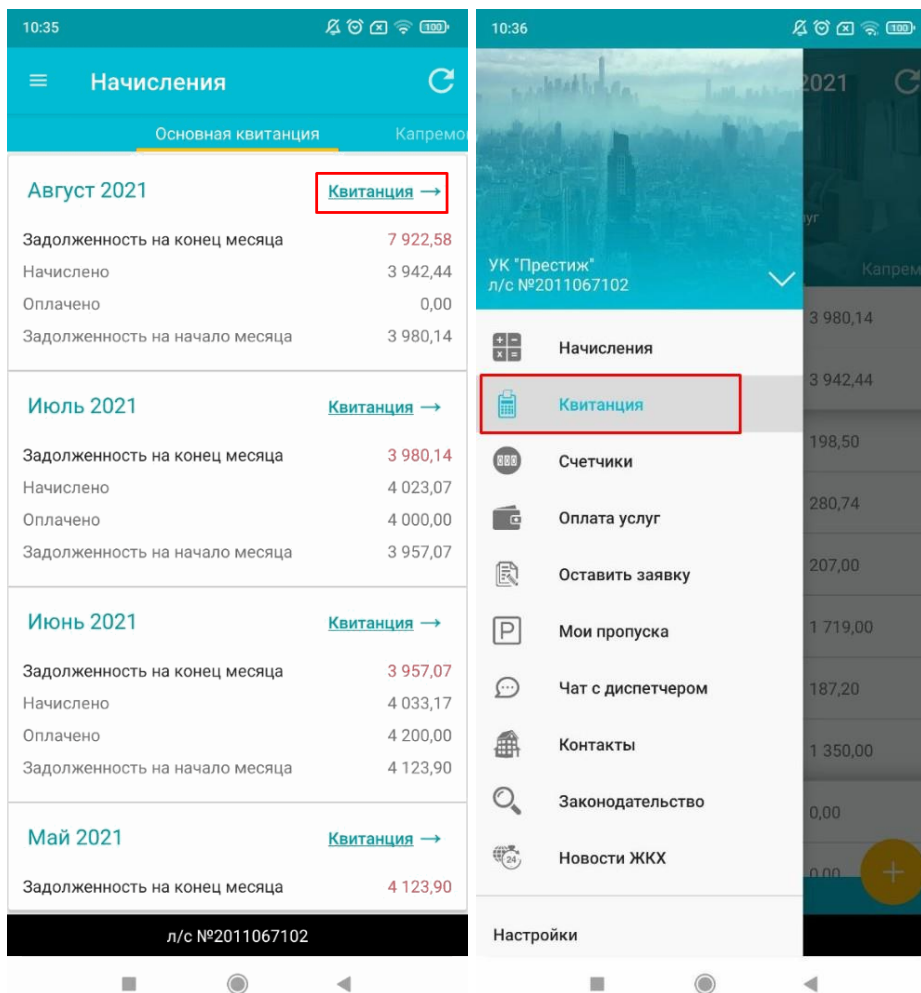 10:35
100
Начисления
Основная квитанция
Август 2021
Квитанция →
Задолженность на конец месяца 7 922,58
Начислено 3 942,44
Оплачено 0,00
Задолженность на начало месяца 3 980,14
Июль 2021
Квитанция →
Задолженность на конец месяца 3 980,14
Начислено 4 023,07
Оплачено 4 000,00
Задолженность на начало месяца 3 957,07
Июнь 2021
Квитанция →
Задолженность на конец месяца 3 957,07
Начислено 4 033,17
Оплачено 4 200,00
Задолженность на начало месяца 4 123,90
Май 2021
Квитанция →
Задолженность на конец месяца 4 123,90
л/с №2011067102
10:36
100
2021
УК "Престиж"
л/с №2011067102
Начисления
Квитанция
Счетчики
Оплата услуг
Оставить заявку
P
Мои пропуска
Чат с диспетчером
Контакты
Законодательство
24
Новости ЖКХ
Настройки
3 980,14
3 942,44
198,50
280,74
207,00
1 719,00
187,20
1 350,00
0,00
0,00